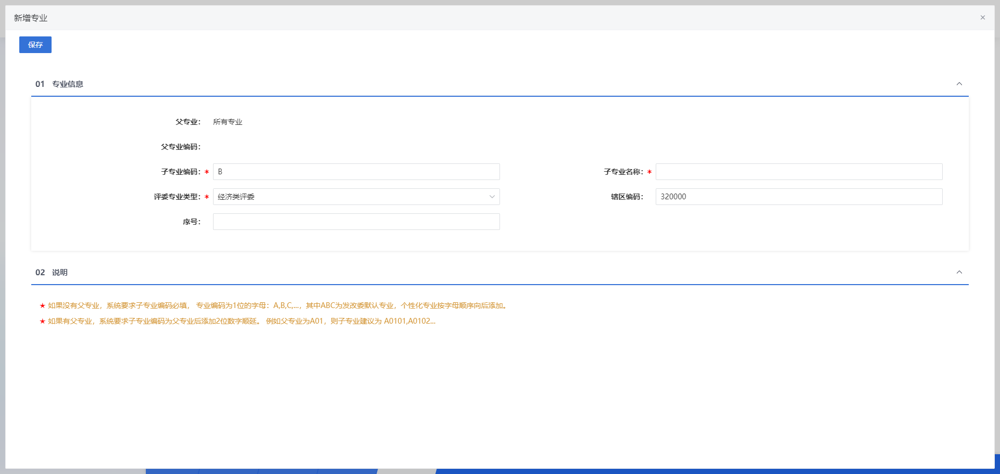 新增专业
保存
01 专业信息
父专业： 所有专业
父专业编码：
子专业编码：* B 子专业名称：*
评委专业类型：* 经济类评委 辖区编码： 320000
序号：
02 说明
★ 如果没有父专业，系统要求子专业编码必填， 专业编码为1位的字母：A,B,C,...，其中ABC为发改委默认专业，个性化专业按字母顺序向后添加。
★ 如果有父专业，系统要求子专业编码为父专业后添加2位数字顺延。 例如父专业为A01，则子专业建议为 A0101,A0102...